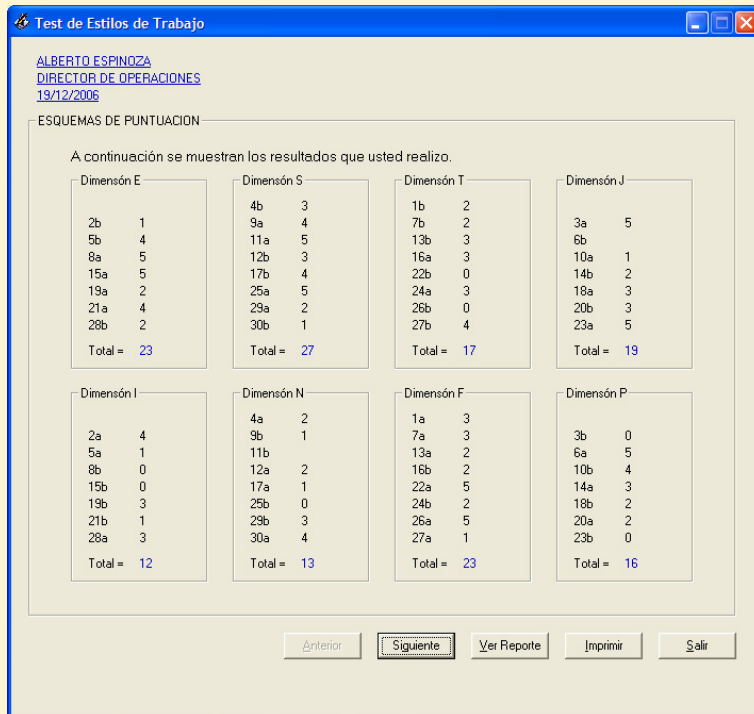 Test de Estilos de Trabajo
ALBERTO ESPINOZA
DIRECTOR DE OPERACIONES
19/12/2006
ESQUEMAS DE PUNTUACION
A continuación se muestran los resultados que usted realizo.
Dimensón E
2b 1
5b 4
8a 5
15a 5
19a 2
21a 4
28b 2
Total = 23
Dimensón S
4b 3
9a 4
11a 5
12b 3
17b 4
25a 5
29a 2
30b 1
Total = 27
Dimensón T
1b 2
7b 2
13b 3
16a 3
22b 0
24a 3
26b 0
27b 4
Total = 17
Dimensón J
3a 5
6b
10a 1
14b 2
18a 3
20b 3
23a 5
Total = 19
Dimensón I
2a 4
5a 1
8b 0
15b 0
19b 3
21b 1
28a 3
Total = 12
Dimensón N
4a 2
9b 1
11b
12a 2
17a 1
25b 0
29b 3
30a 4
Total = 13
Dimensón F
1a 3
7a 3
13a 2
16b 2
22a 5
24b 2
26a 5
27a 1
Total = 23
Dimensón P
3b 0
6a 5
10b 4
14a 3
18b 2
20a 2
23b 0
Total = 16
Anterior Siguiente Ver Reporte Imprimir Salir